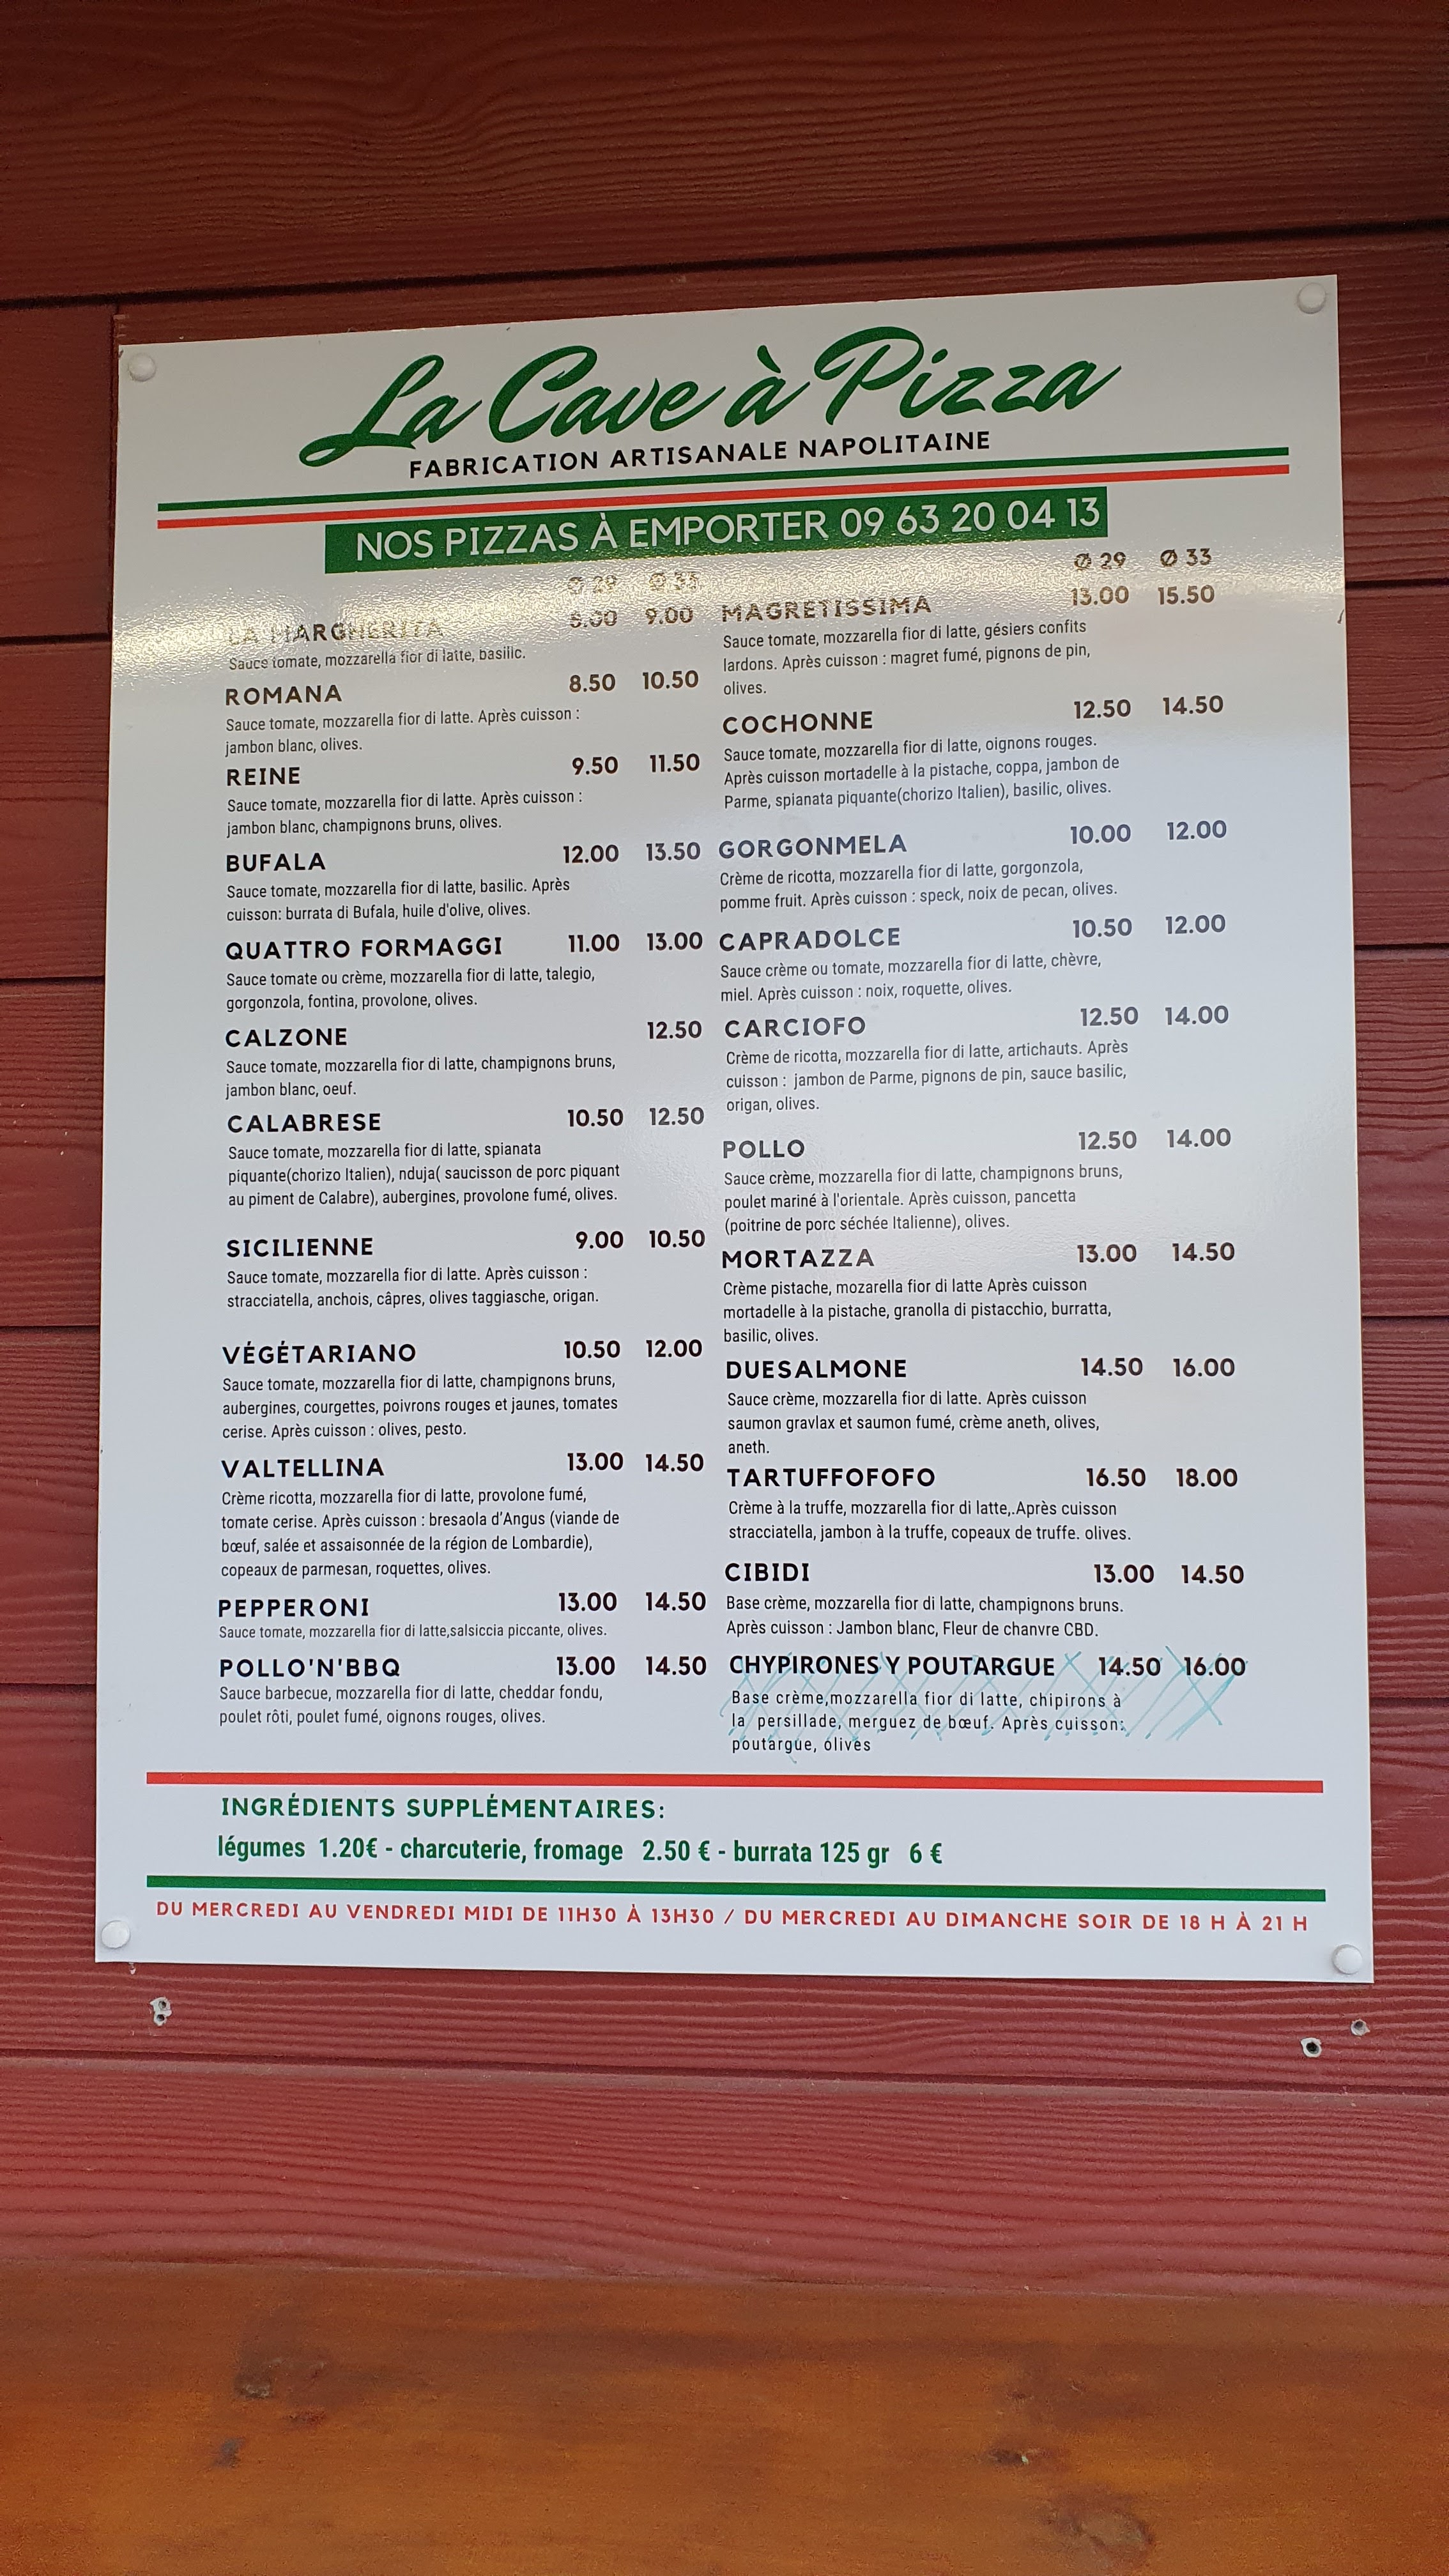 La Cave à Pizza
FABRICATION ARTISANALE NAPOLITAINE
NOS PIZZAS À EMPORTER 09 63 20 04 13
Ø 29 Ø 33
LA MARGHERITA 8.00 9.00
Sauce tomate, mozzarella fior di latte, basilic.
ROMANA 8.50 10.50
Sauce tomate, mozzarella fior di latte. Après cuisson :
jambon blanc, olives.
REINE 9.50 11.50
Sauce tomate, mozzarella fior di latte. Après cuisson :
jambon blanc, champignons bruns, olives.
BUFALA 12.00 13.50
Sauce tomate, mozzarella fior di latte, basilic. Après
cuisson: burrata di Bufala, huile d'olive, olives.
QUATTRO FORMAGGI 11.00 13.00
Sauce tomate ou crème, mozzarella fior di latte, talegio,
gorgonzola, fontina, provolone, olives.
CALZONE 12.50
Sauce tomate, mozzarella fior di latte, champignons bruns,
jambon blanc, oeuf.
CALABRESE 10.50 12.50
Sauce tomate, mozzarella fior di latte, spianata
piquante(chorizo Italien), nduja( saucisson de porc piquant
au piment de Calabre), aubergines, provolone fumé, olives.
SICILIENNE 9.00 10.50
Sauce tomate, mozzarella fior di latte. Après cuisson :
stracciatella, anchois, câpres, olives taggiasche, origan.
VÉGÉTARIANO 10.50 12.00
Sauce tomate, mozzarella fior di latte, champignons bruns,
aubergines, courgettes, poivrons rouges et jaunes, tomates
cerise. Après cuisson : olives, pesto.
VALTELLINA 13.00 14.50
Crème ricotta, mozzarella fior di latte, provolone fumé,
tomate cerise. Après cuisson : bresaola d'Angus (viande de
bœuf, salée et assaisonnée de la région de Lombardie),
copeaux de parmesan, roquettes, olives.
PEPPERONI 13.00 14.50
Sauce tomate, mozzarella fior di latte,salsiccia piccante, olives.
POLLO'N'BBQ 13.00 14.50
Sauce barbecue, mozzarella fior di latte, cheddar fondu,
poulet rôti, poulet fumé, oignons rouges, olives.
Ø 29 Ø 33
MAGRETISSIMA 13.00 15.50
Sauce tomate, mozzarella fior di latte, gésiers confits
lardons. Après cuisson : magret fumé, pignons de pin,
olives.
COCHONNE 12.50 14.50
Sauce tomate, mozzarella fior di latte, oignons rouges.
Après cuisson mortadelle à la pistache, coppa, jambon de
Parme, spianata piquante(chorizo Italien), basilic, olives.
GORGONMELA 10.00 12.00
Crème de ricotta, mozzarella fior di latte, gorgonzola,
pomme fruit. Après cuisson : speck, noix de pecan, olives.
CAPRADOLCE 10.50 12.00
Sauce crème ou tomate, mozzarella fior di latte, chèvre,
miel. Après cuisson : noix, roquette, olives.
CARCIOFO 12.50 14.00
Crème de ricotta, mozzarella fior di latte, artichauts. Après
cuisson : jambon de Parme, pignons de pin, sauce basilic,
origan, olives.
POLLO 12.50 14.00
Sauce crème, mozzarella fior di latte, champignons bruns,
poulet mariné à l'orientale. Après cuisson, pancetta
(poitrine de porc séchée Italienne), olives.
MORTAZZA 13.00 14.50
Crème pistache, mozarella fior di latte Après cuisson
mortadelle à la pistache, granolla di pistacchio, burratta,
basilic, olives.
DUESALMONE 14.50 16.00
Sauce crème, mozzarella fior di latte. Après cuisson
saumon gravlax et saumon fumé, crème aneth, olives,
aneth.
TARTUFFOFOFO 16.50 18.00
Crème à la truffe, mozzarella fior di latte,.Après cuisson
stracciatella, jambon à la truffe, copeaux de truffe. olives.
CIBIDI 13.00 14.50
Base crème, mozzarella fior di latte, champignons bruns.
Après cuisson : Jambon blanc, Fleur de chanvre CBD.
CHYPIRONES Y POUTARGUE 14.50 16.00
Base crème,mozzarella fior di latte, chipirons à
la persillade, merguez de bœuf. Après cuisson:
poutargue, olives
INGRÉDIENTS SUPPLÉMENTAIRES:
légumes 1.20€ - charcuterie, fromage 2.50 € - burrata 125 gr 6 €
DU MERCREDI AU VENDREDI MIDI DE 11H30 À 13H30 / DU MERCREDI AU DIMANCHE SOIR DE 18 H À 21 H